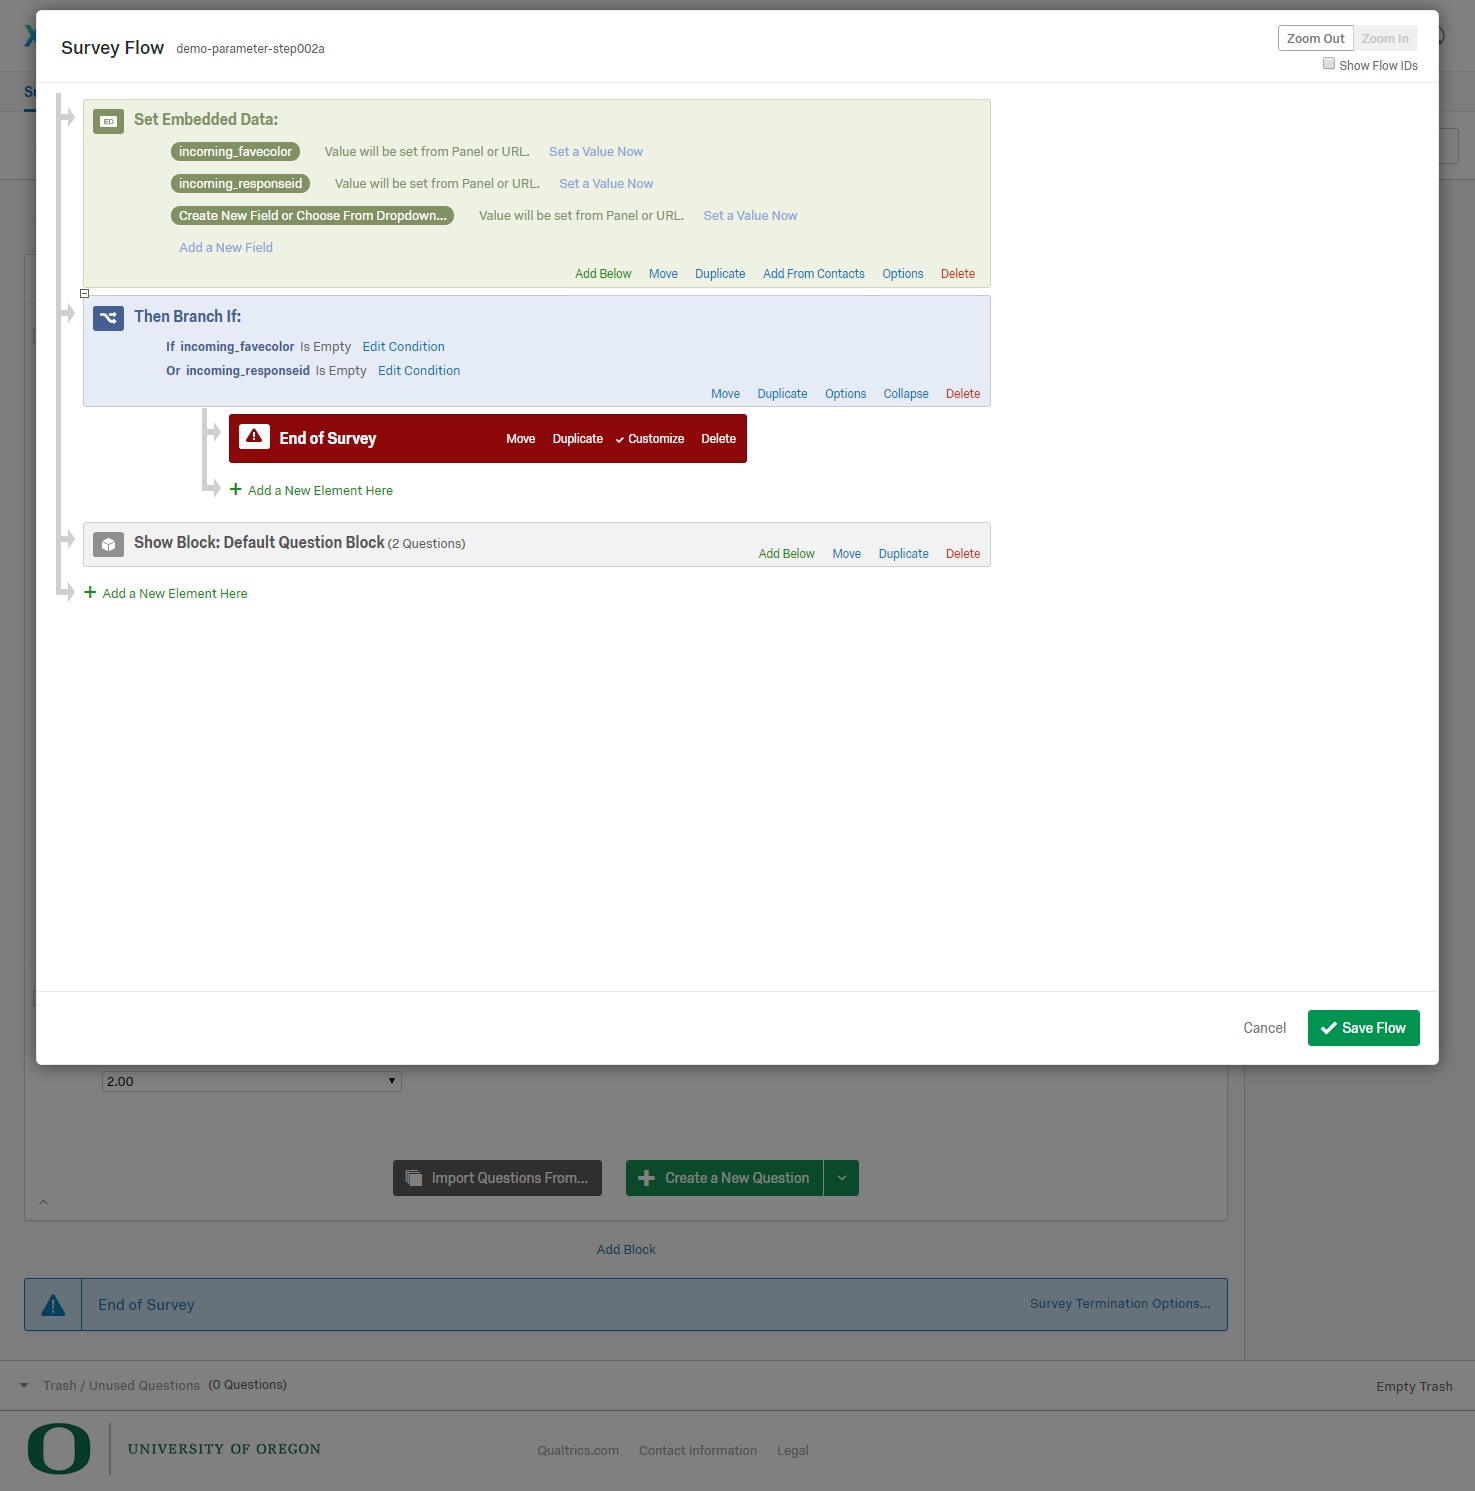 Survey Flow demo-parameter-step002a
Zoom Out Zoom In
Show Flow IDs
ED Set Embedded Data:
incoming_favecolor Value will be set from Panel or URL. Set a Value Now
incoming_responseid Value will be set from Panel or URL. Set a Value Now
Create New Field or Choose From Dropdown... Value will be set from Panel or URL. Set a Value Now
Add a New Field
Add Below Move Duplicate Add From Contacts Options Delete
Then Branch If:
If incoming_favecolor Is Empty Edit Condition
Or incoming_responseid Is Empty Edit Condition
Move Duplicate Options Collapse Delete
End of Survey Move Duplicate Customize Delete
Add a New Element Here
Show Block: Default Question Block (2 Questions)
Add Below Move Duplicate Delete
Add a New Element Here
Cancel Save Flow
2.00
Import Questions From... Create a New Question
Add Block
End of Survey Survey Termination Options...
Trash / Unused Questions (0 Questions) Empty Trash
UNIVERSITY OF OREGON
Qualtrics.com Contact Information Legal